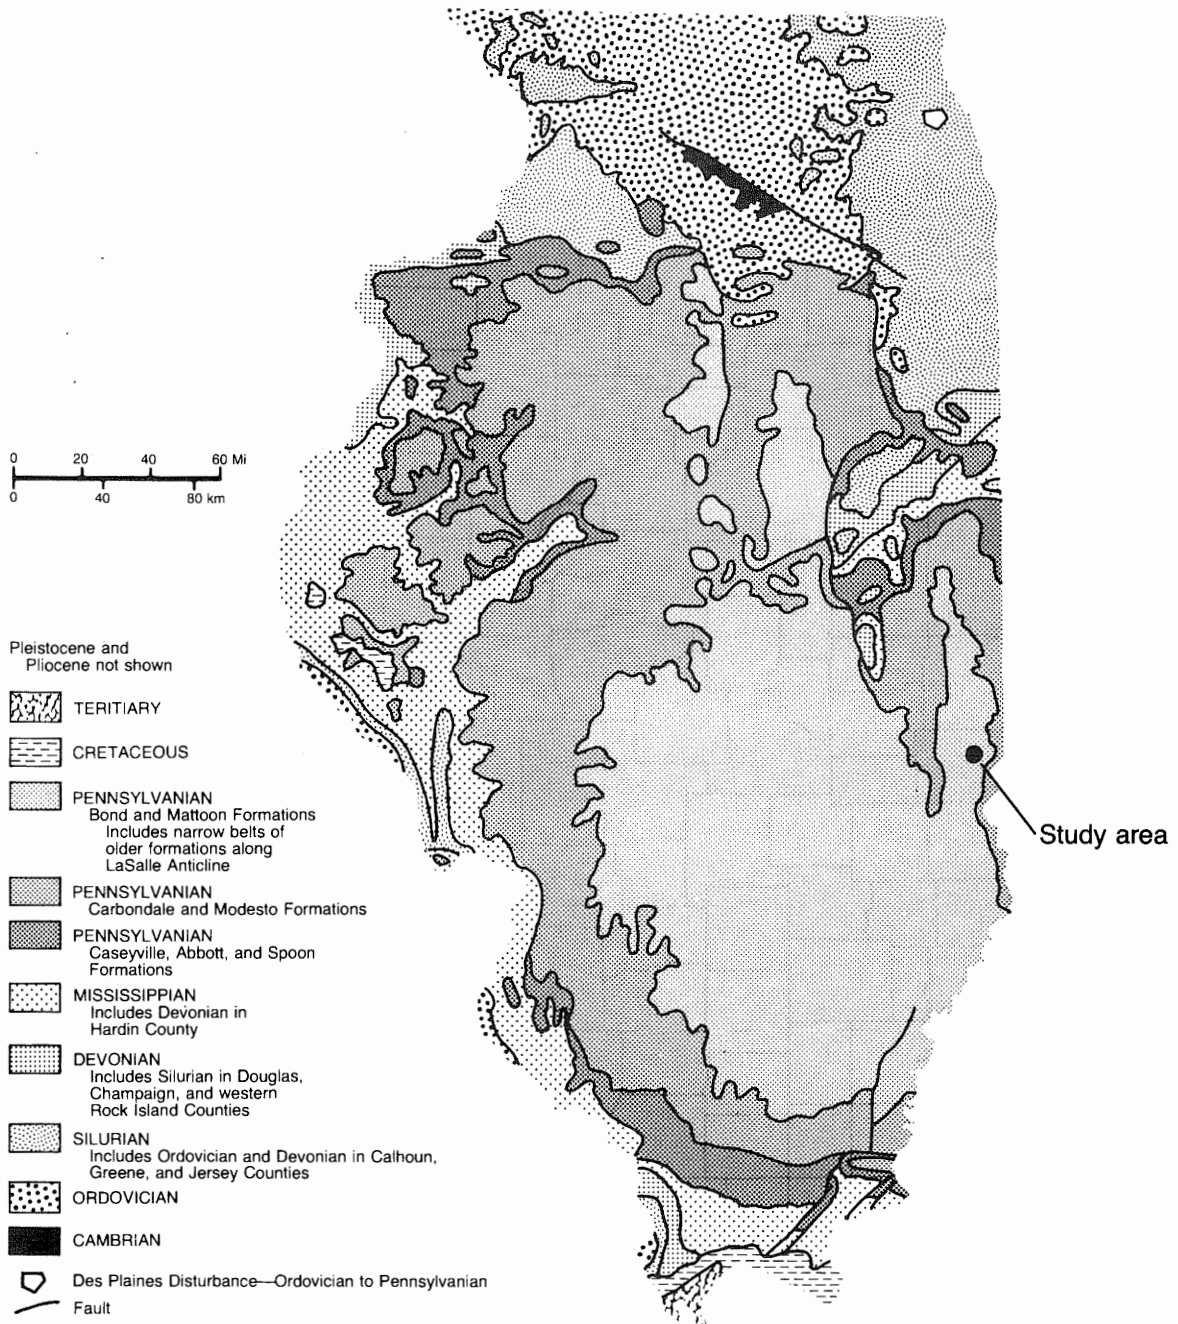 0 20 40 60 Mi
0 40 80 km
Pleistocene and
Pliocene not shown
TERITIARY
CRETACEOUS
PENNSYLVANIAN
Bond and Mattoon Formations
Includes narrow belts of
older formations along
LaSalle Anticline
PENNSYLVANIAN
Carbondale and Modesto Formations
PENNSYLVANIAN
Caseyville, Abbott, and Spoon
Formations
MISSISSIPPIAN
Includes Devonian in
Hardin County
DEVONIAN
Includes Silurian in Douglas,
Champaign, and western
Rock Island Counties
SILURIAN
Includes Ordovician and Devonian in Calhoun,
Greene, and Jersey Counties
ORDOVICIAN
CAMBRIAN
Des Plaines Disturbance—Ordovician to Pennsylvanian
Fault
Study area